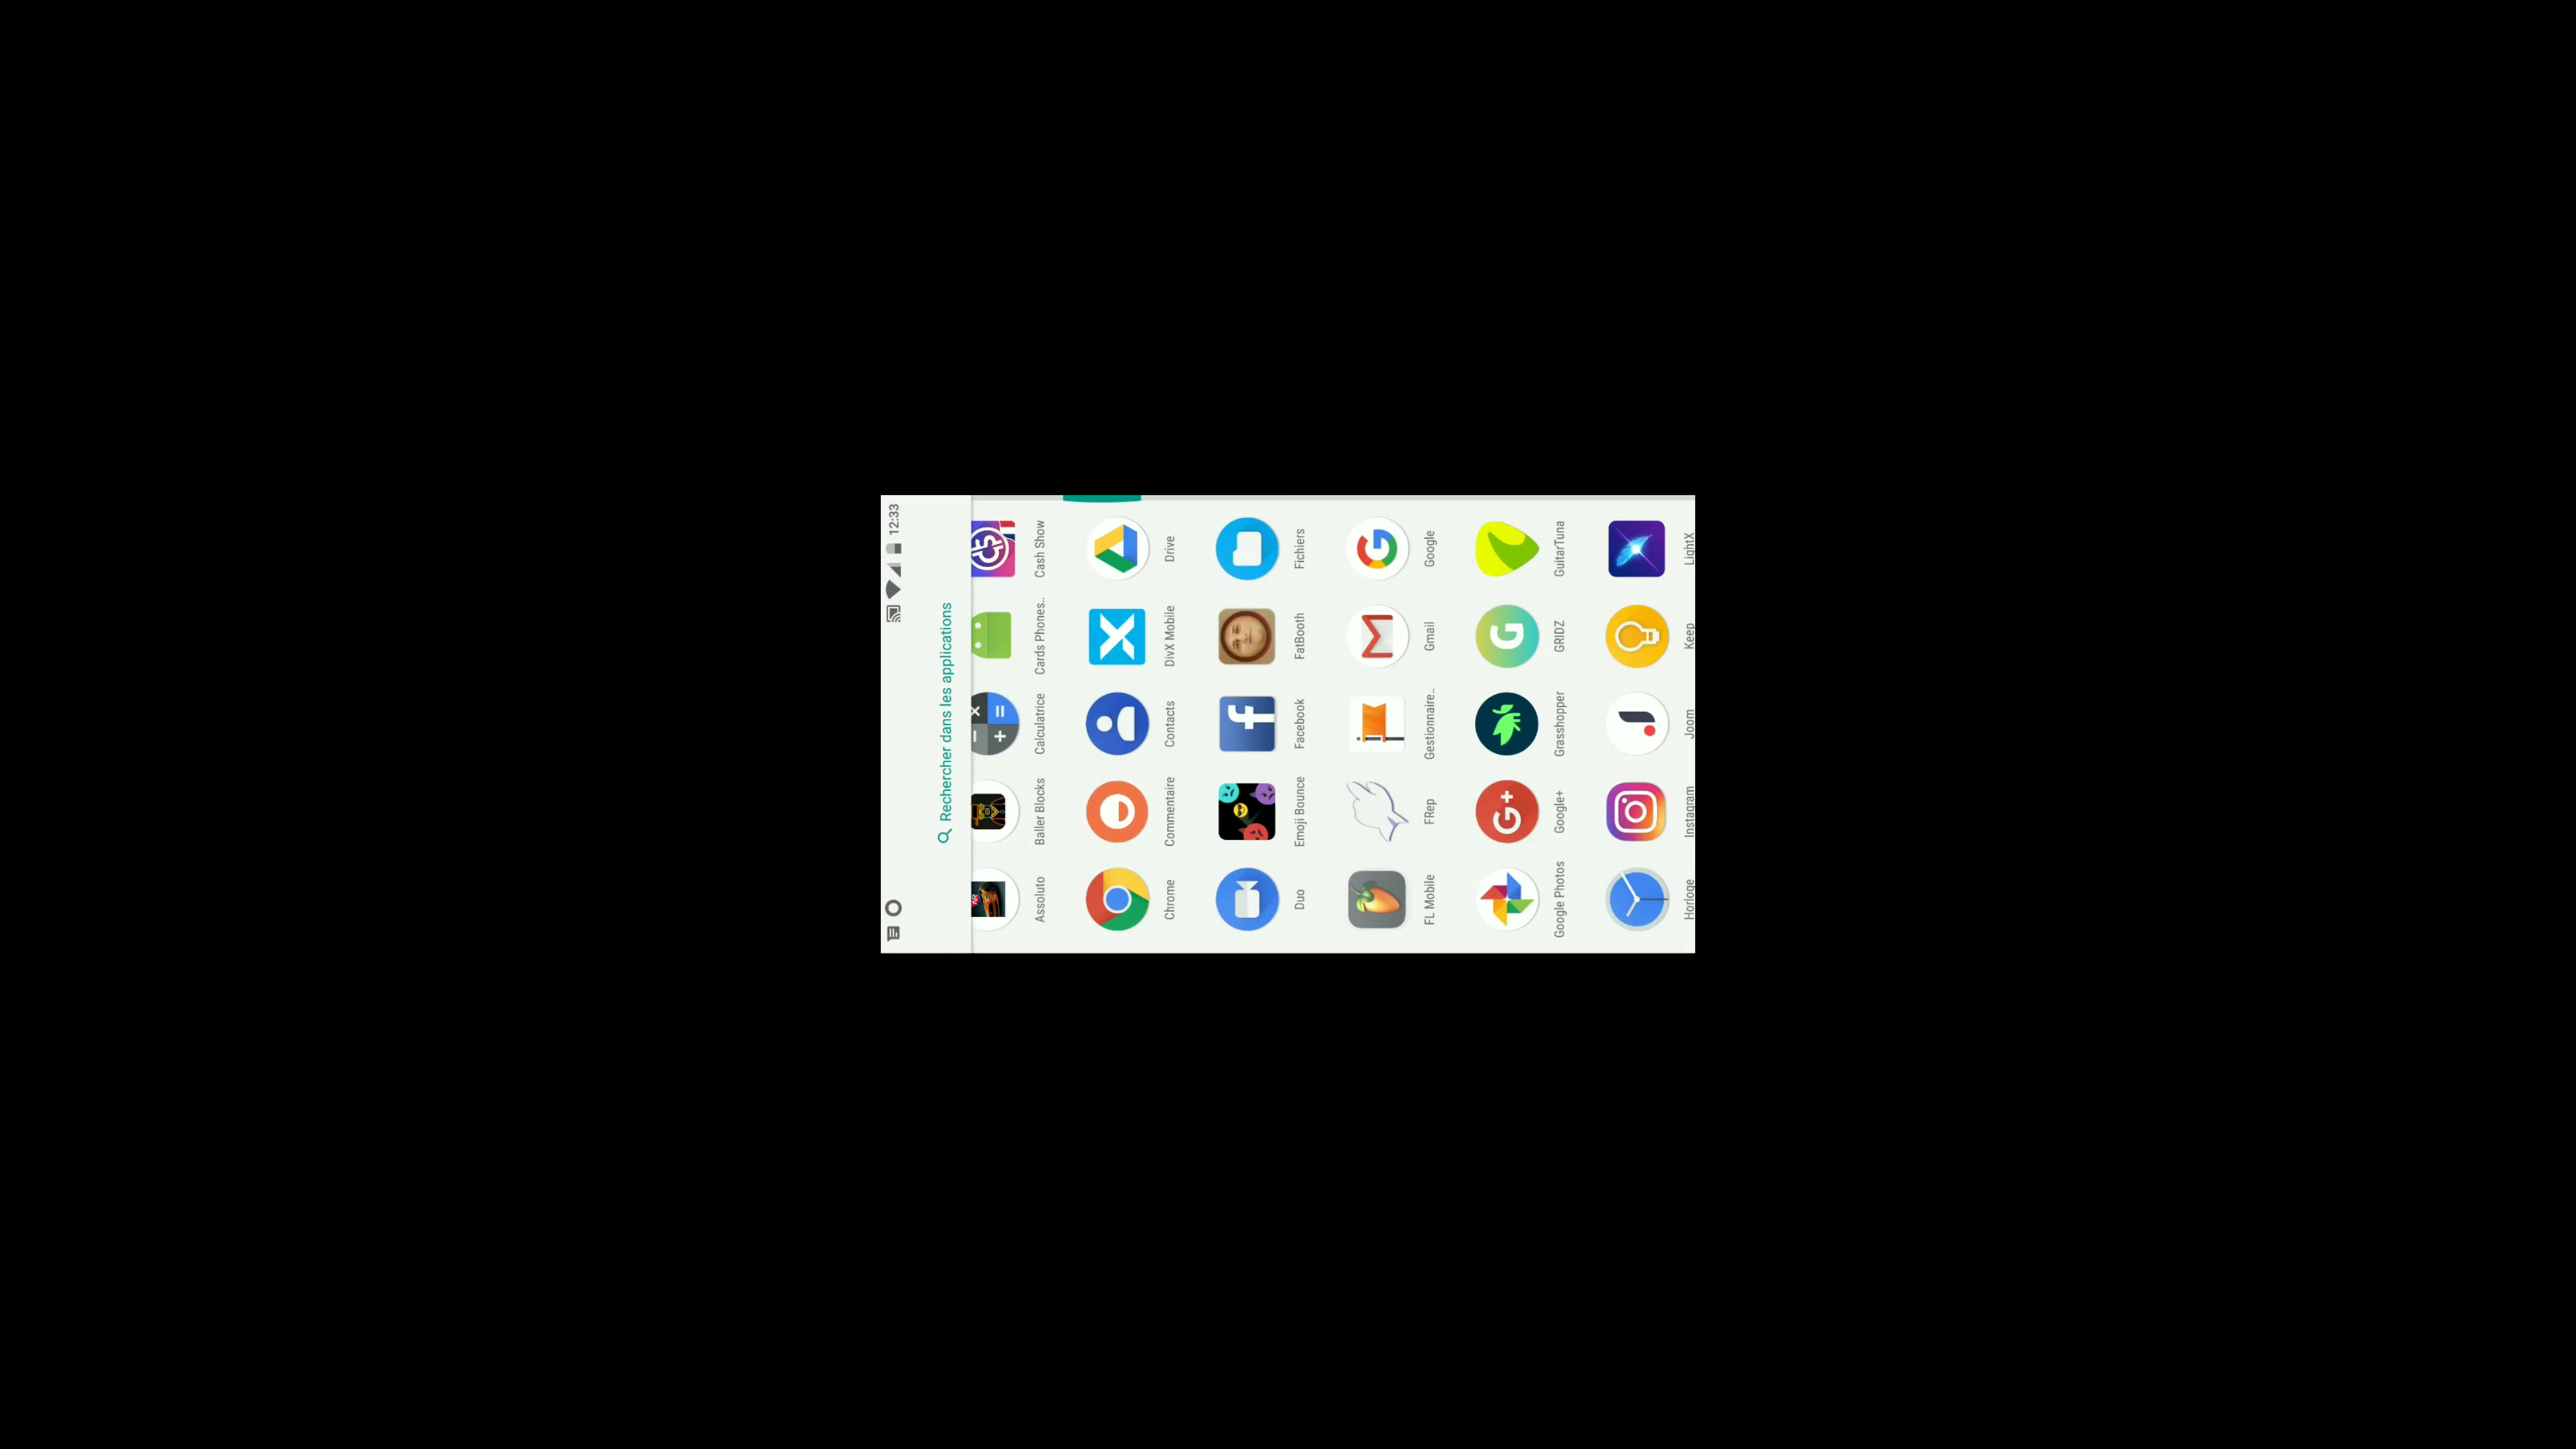 12:33
Rechercher dans les applications
Assoluto
Baller Blocks
Calculatrice
Cards Phones..
Cash Show
Chrome
Commentaire
Contacts
DivX Mobile
Drive
Duo
Emoji Bounce
Facebook
FatBooth
Fichiers
FL Mobile
FRep
Gestionnaire..
Gmail
Google
Google Photos
Google+
Grasshopper
GRIDZ
GuitarTuna
Horloge
Instagram
Joom
Keep
LightX